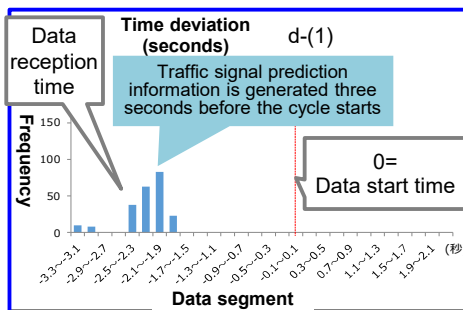 Time deviation
(seconds)
d-(1)
Data
reception
time
Traffic signal prediction
information is generated three
seconds before the cycle starts
Frequency
150
100
50
0
0=
Data start time
-3.3～-3.1
-2.9～-2.7
-2.5～-2.3
-2.1～-1.9
-1.7～-1.5
-1.3～-1.1
-0.9～-0.7
-0.5～-0.3
-0.1～0.1
0.3～0.5
0.7～0.9
1.1～1.3
1.5～1.7
1.9～2.1
(秒
Data segment